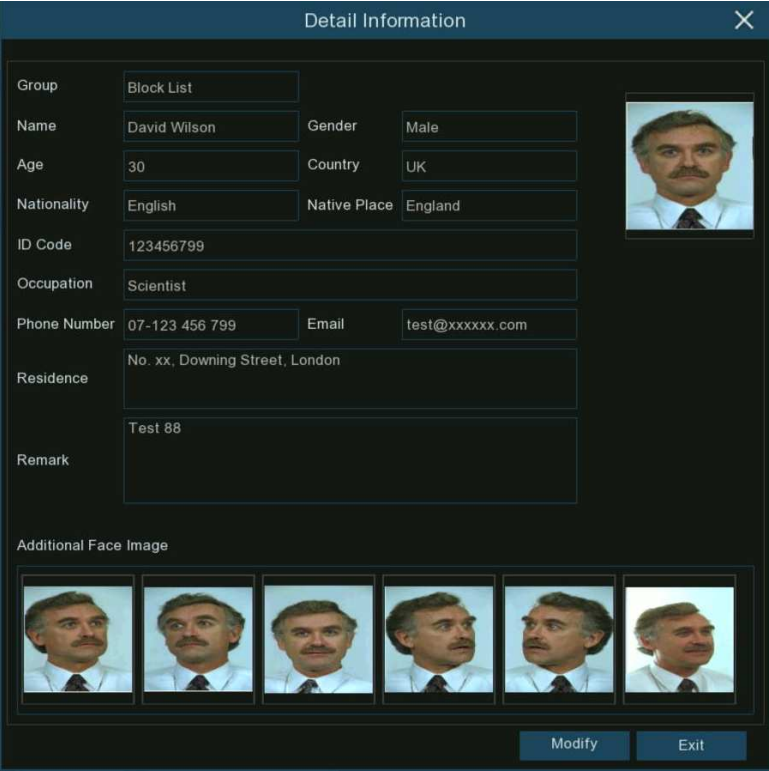 Detail Information
Group Block List
Name David Wilson Gender Male
Age 30 Country UK
Nationality English Native Place England
ID Code 123456799
Occupation Scientist
Phone Number 07-123 456 799 Email test@xxxxxx.com
Residence No. xx, Downing Street, London
Remark Test 88
Additional Face Image
Modify Exit